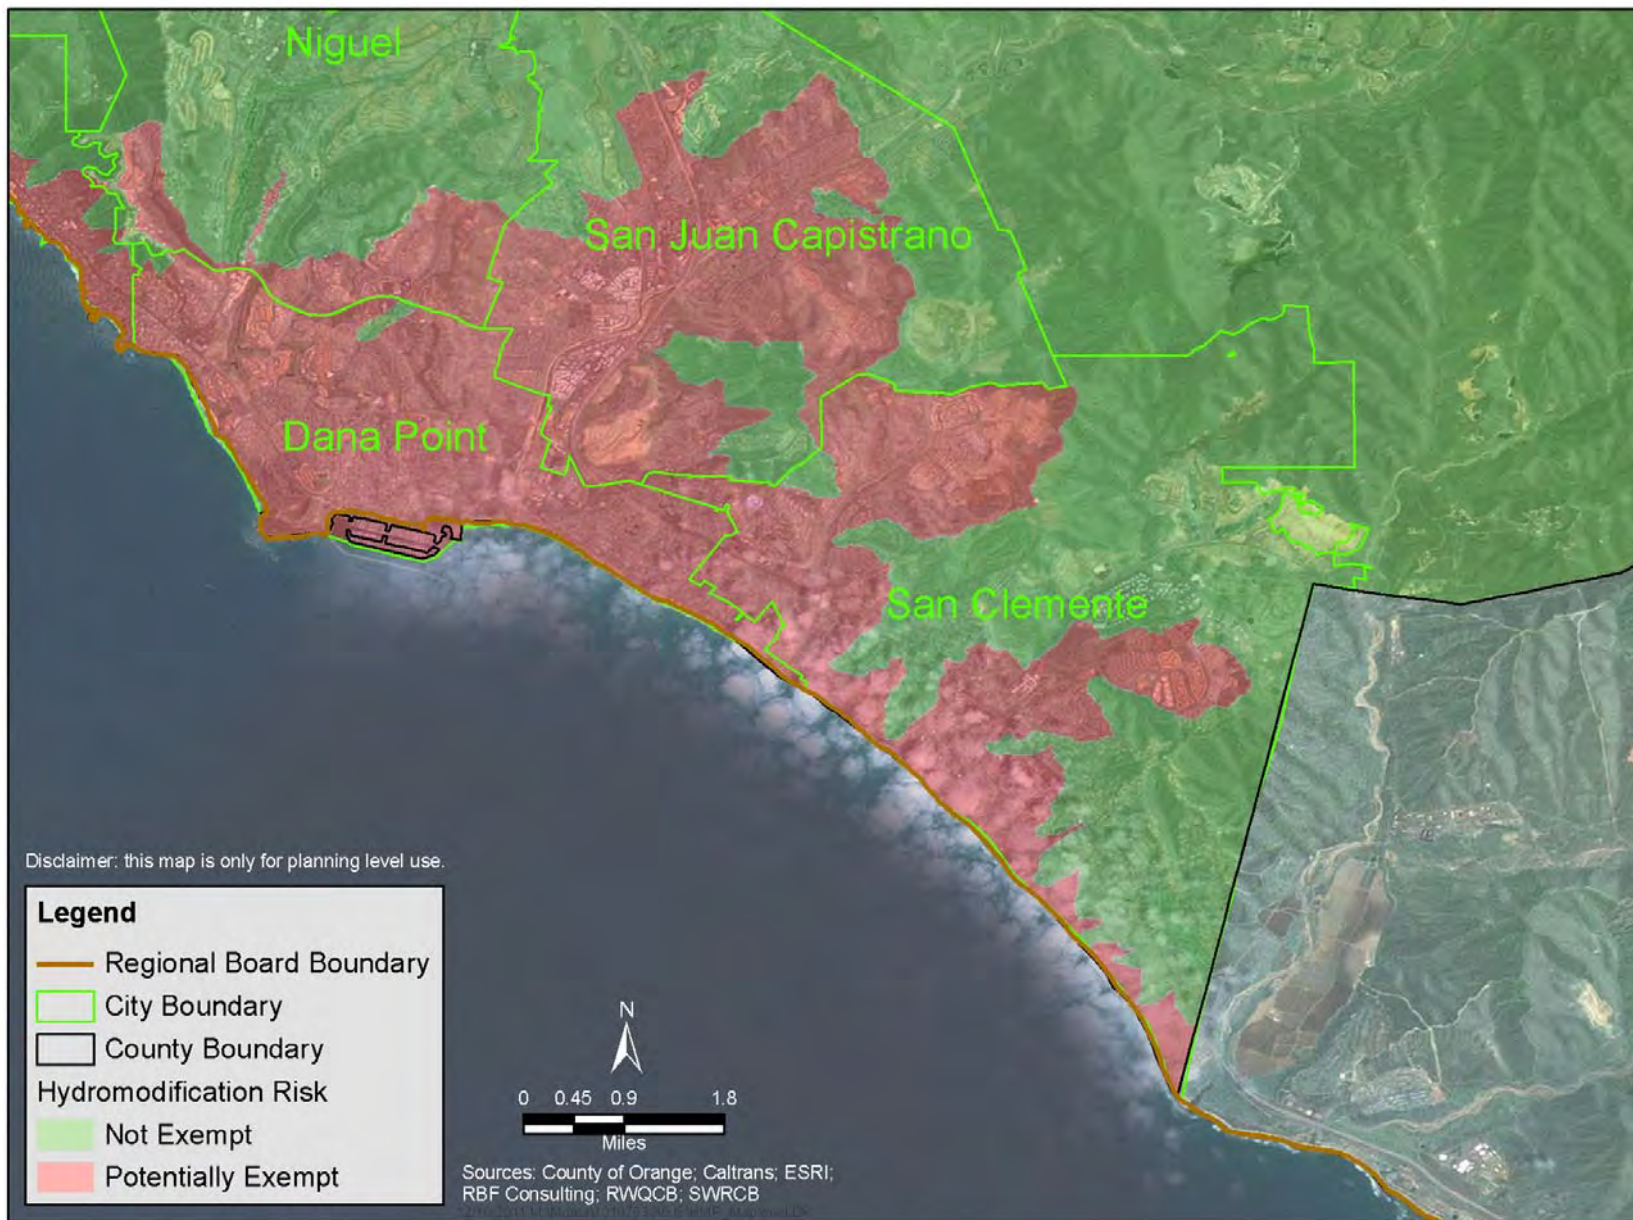 Niguel
San Juan Capistrano
Dana Point
San Clemente
Disclaimer: this map is only for planning level use.
Legend
Regional Board Boundary
City Boundary
County Boundary
Hydromodification Risk
Not Exempt
Potentially Exempt
N
0 0.45 0.9 1.8
Miles
Sources: County of Orange; Caltrans; ESRI;
RBF Consulting; RWQCB; SWRCB